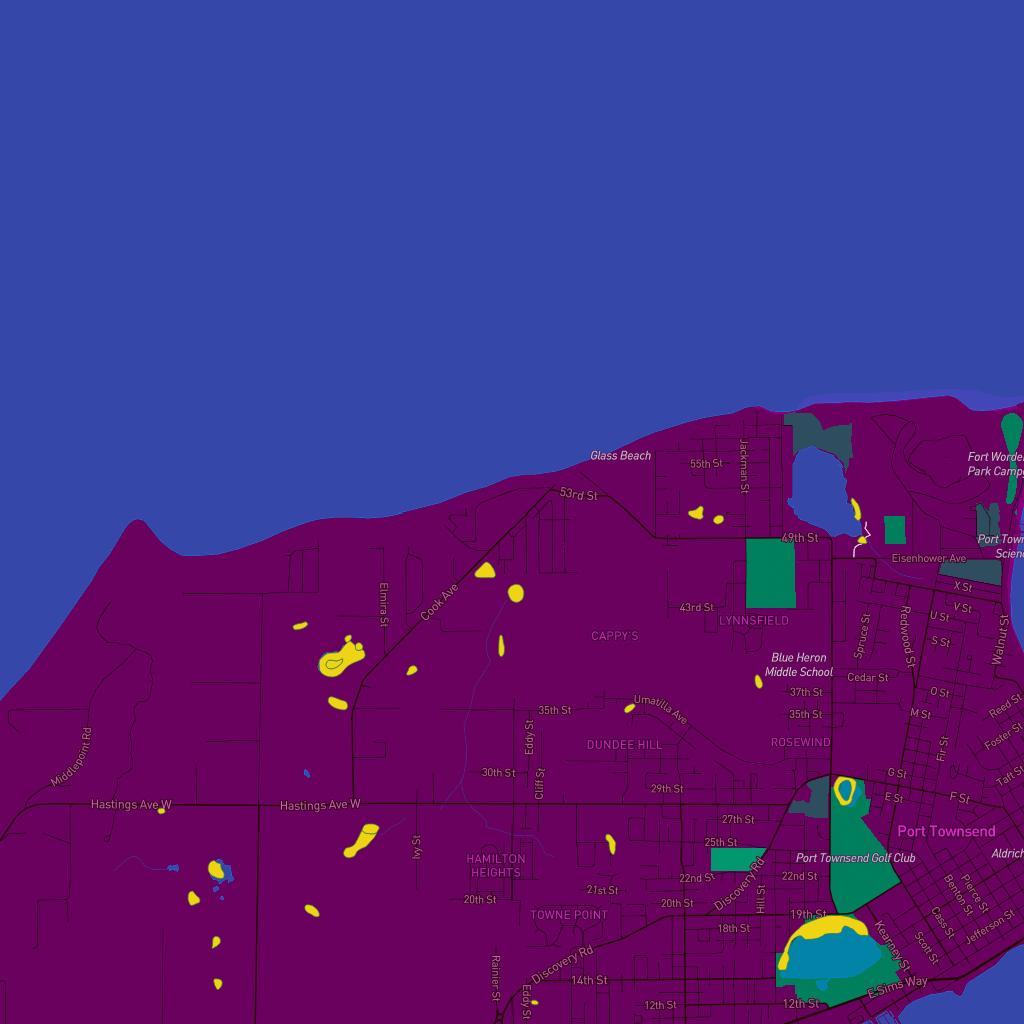 Glass Beach
55th St
Jackman St
Fort Worden
Park Camp
53rd St
49th St
Port Town
Scien
Eisenhower Ave
X St
V St
U St
S St
Elmira St
Cook Ave
43rd St
LYNNSFIELD
CAPPY'S
Spruce St
Redwood St
Walnut St
Blue Heron
Middle School
Cedar St
37th St
O St
35th St
35th St
Umatilla Ave
M St
Reed St
Foster St
Eddy St
DUNDEE HILL
ROSEWIND
Fir St
Middlepoint Rd
30th St
Cliff St
29th St
G St
Taft St
E St
F St
Hastings Ave W
Hastings Ave W
27th St
Port Townsend
25th St
Ivy St
HAMILTON
HEIGHTS
Port Townsend Golf Club
Aldrich
22nd St
22nd St
Discovery Rd
21st St
20th St
20th St
Hill St
Pierce St
Benton St
TOWNE POINT
19th St
18th St
Cass St
Jefferson St
Kearney St
Scott St
Discovery Rd
Rainier St
14th St
E Sims Way
Eddy St
12th St
12th St